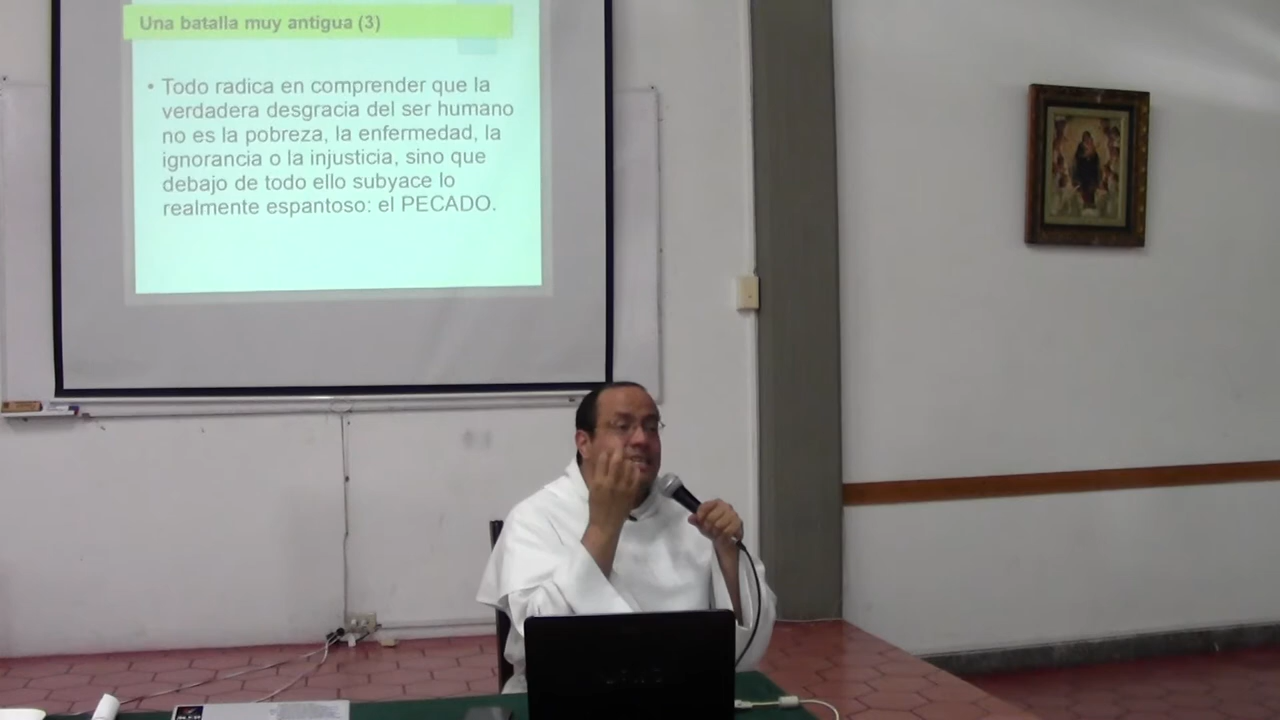 Una batalla muy antigua (3)
• Todo radica en comprender que la
verdadera desgracia del ser humano
no es la pobreza, la enfermedad, la
ignorancia o la injusticia, sino que
debajo de todo ello subyace lo
realmente espantoso: el PECADO.